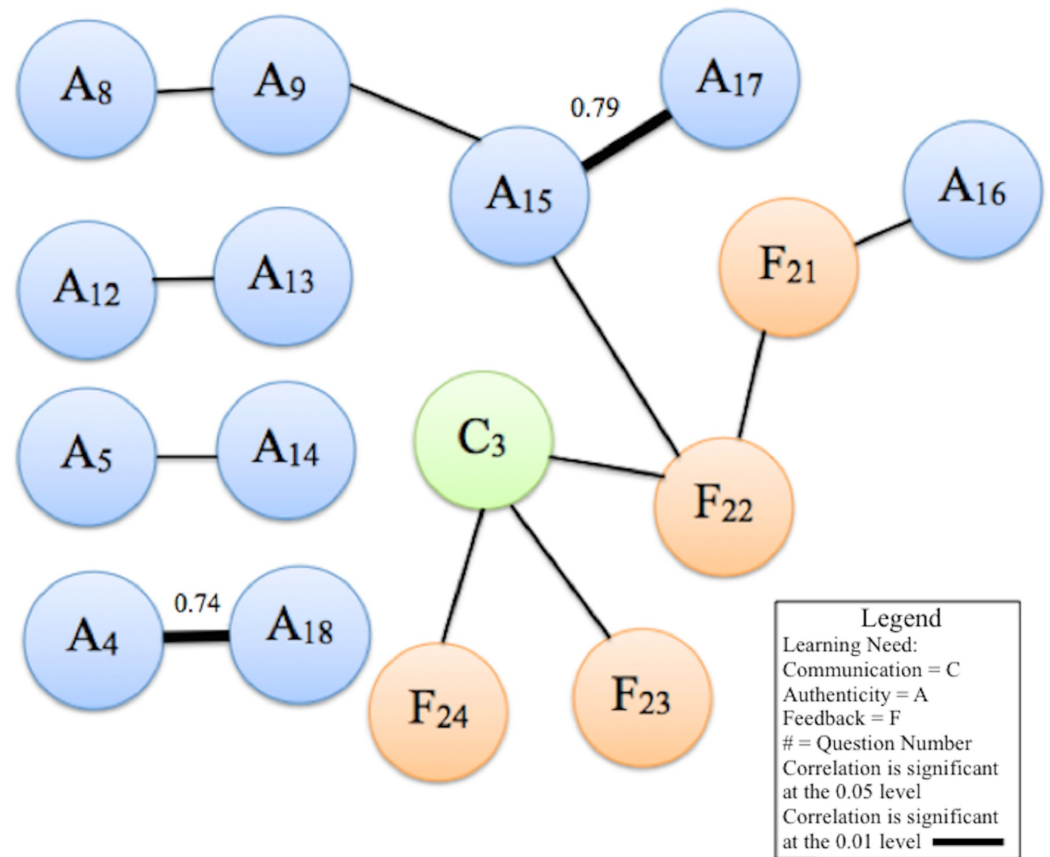 A8
A9
A17
0.79
A15
A16
F21
A12
A13
C3
A5
A14
F22
0.74
A4
A18
F24
F23
Legend
Learning Need:
Communication = C
Authenticity = A
Feedback = F
# = Question Number
Correlation is significant
at the 0.05 level
Correlation is significant
at the 0.01 level